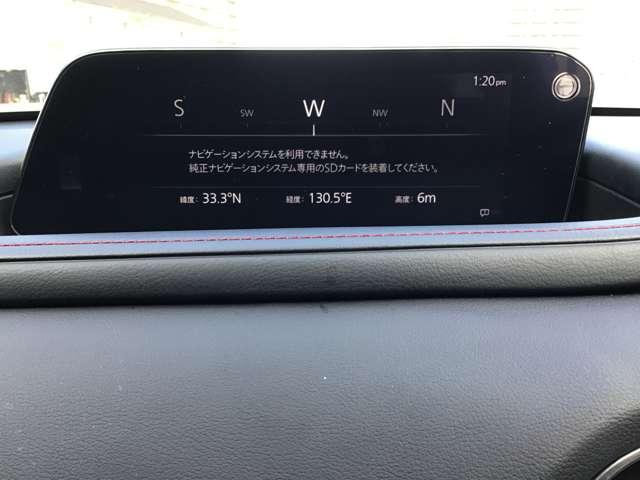 1:20pm
S SW W NW N
ナビゲーションシステムを利用できません。
純正ナビゲーションシステム専用のSDカードを装着してください。
緯度: 33.3°N 経度: 130.5°E 高度: 6m